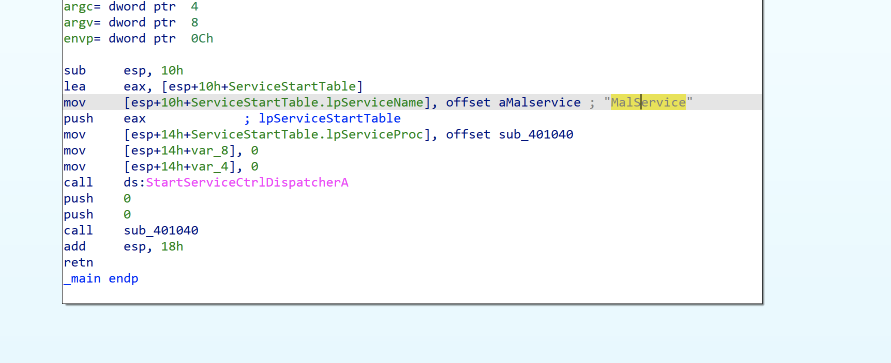 argc= dword ptr  4
argv= dword ptr  8
envp= dword ptr  0Ch
sub     esp, 10h
lea     eax, [esp+10h+ServiceStartTable]
mov     [esp+10h+ServiceStartTable.lpServiceName], offset aMalservice ; "MalService"
push    eax             ; lpServiceStartTable
mov     [esp+14h+ServiceStartTable.lpServiceProc], offset sub_401040
mov     [esp+14h+var_8], 0
mov     [esp+14h+var_4], 0
call    ds:StartServiceCtrlDispatcherA
push    0
push    0
call    sub_401040
add     esp, 18h
retn
_main endp